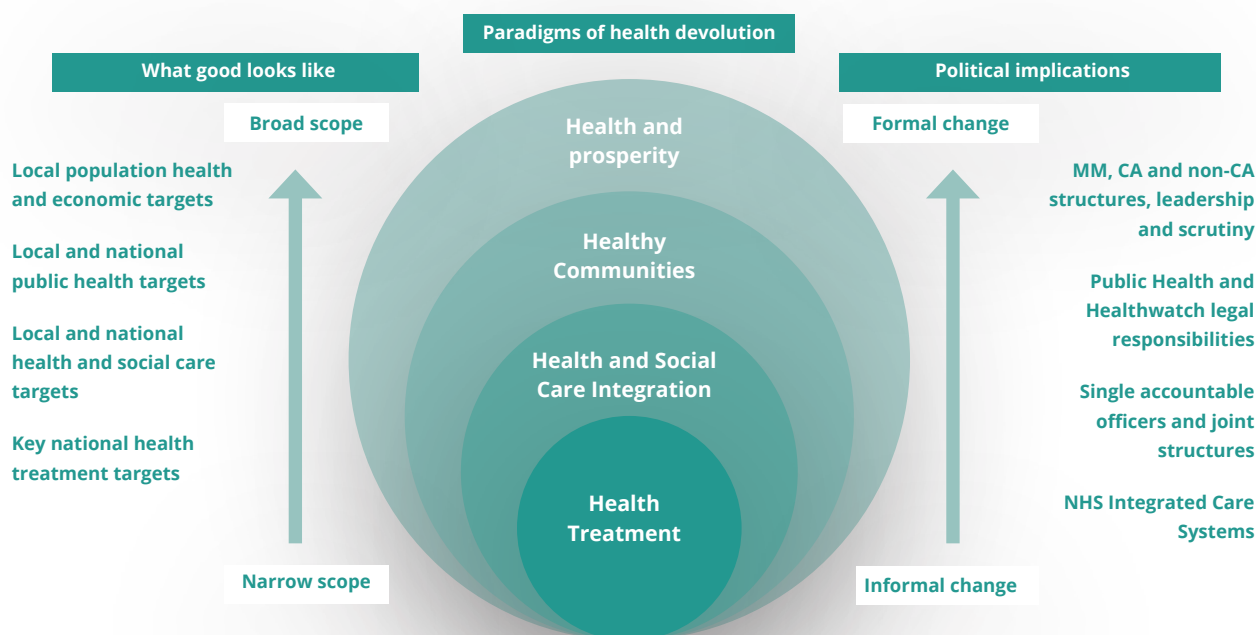 Paradigms of health devolution
What good looks like
Broad scope
Local population health
and economic targets
Local and national
public health targets
Local and national
health and social care
targets
Key national health
treatment targets
Narrow scope
Health and
prosperity
Healthy
Communities
Health and Social
Care Integration
Health
Treatment
Political implications
Formal change
MM, CA and non-CA
structures, leadership
and scrutiny
Public Health and
Healthwatch legal
responsibilities
Single accountable
officers and joint
structures
NHS Integrated Care
Systems
Informal change